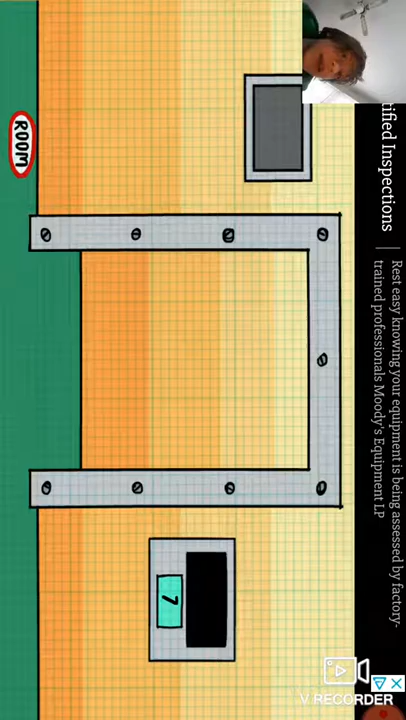 tified Inspections
Rest easy knowing your equipment is being assessed by factory-
trained professionals Moody's Equipment LP
ROOM
7
V RECORDER